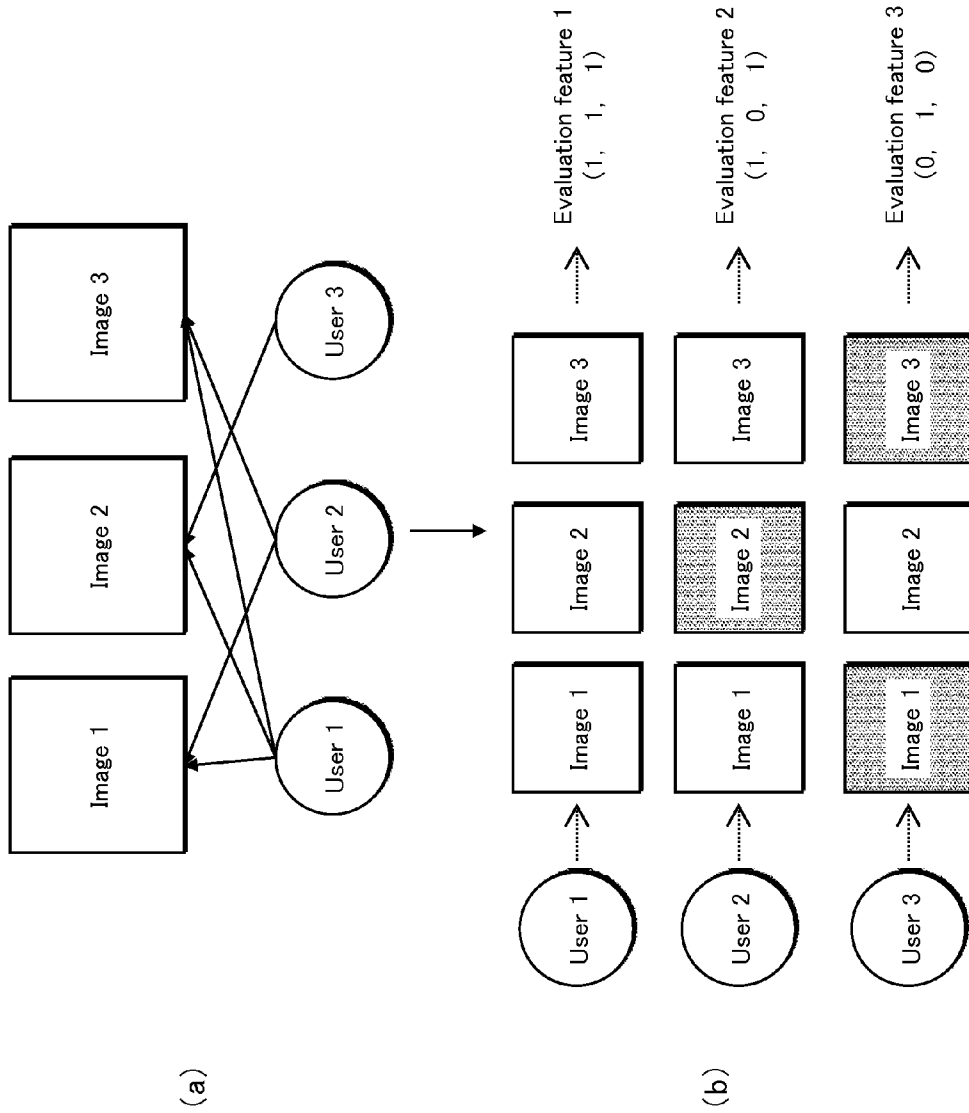 (a)
Image 1
Image 2
Image 3
User 1
User 2
User 3
(b)
User 1
Image 1
Image 2
Image 3
Evaluation feature 1
(1, 1, 1)
User 2
Image 1
Image 2
Image 3
Evaluation feature 2
(1, 0, 1)
User 3
Image 1
Image 2
Image 3
Evaluation feature 3
(0, 1, 0)